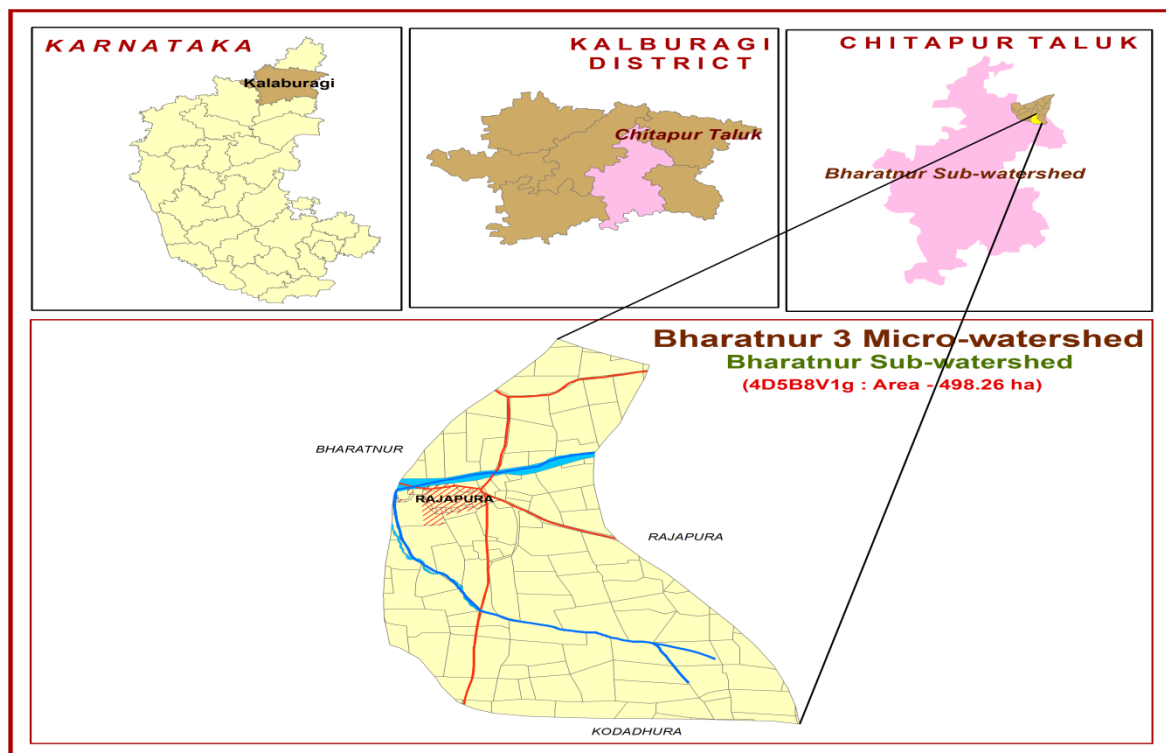 KARNATAKA
Kalaburagi
KALBURAGI
DISTRICT
Chitapur Taluk
CHITAPUR TALUK
Bharatnur Sub-watershed
Bharatnur 3 Micro-watershed
Bharatnur Sub-watershed
(4D5B8V1g : Area - 498.26 ha)
BHARATNUR
RAJAPURA
RAJAPURA
KODADHURA